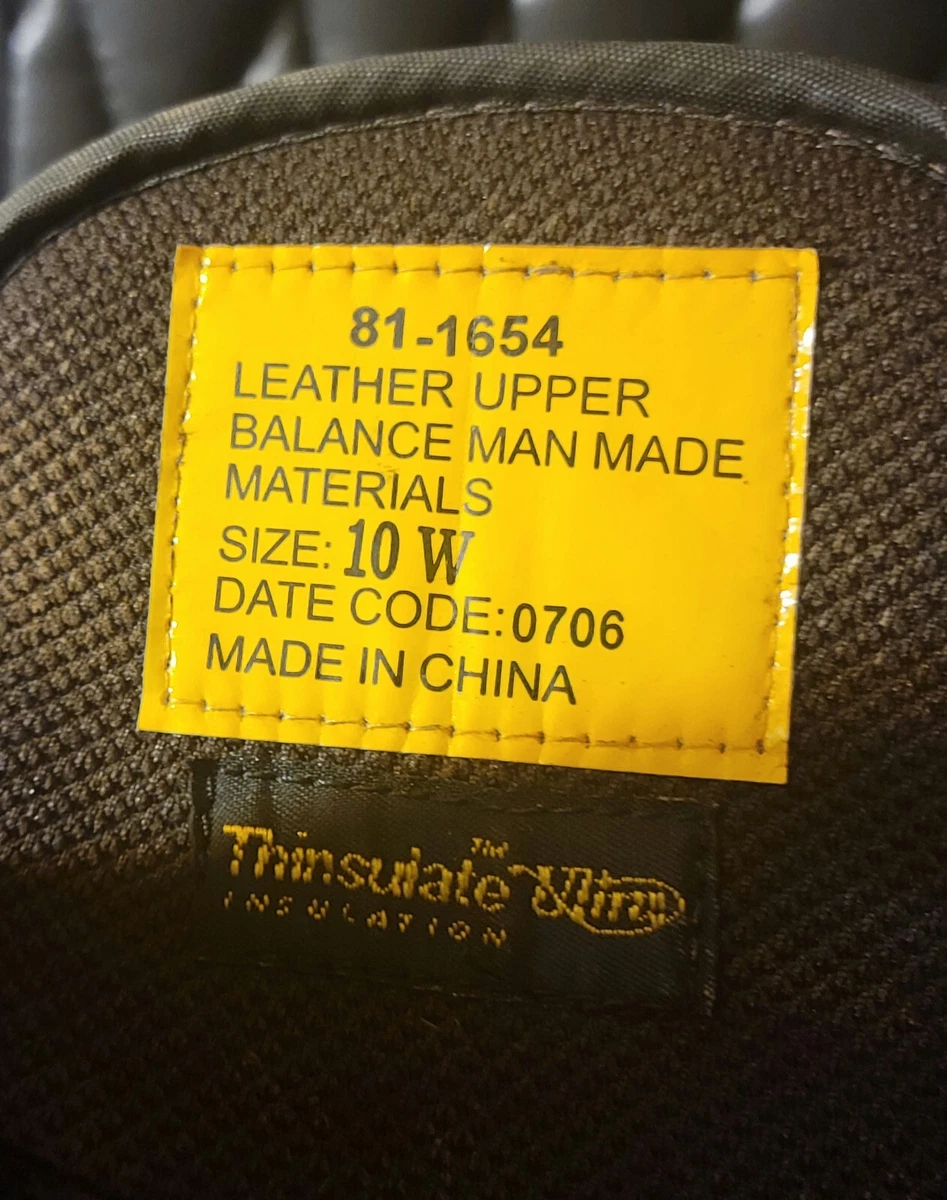 81-1654
LEATHER UPPER
BALANCE MAN MADE
MATERIALS
SIZE: 10 W
DATE CODE: 0706
MADE IN CHINA
Thinsulate™ Ultra
INSULATION